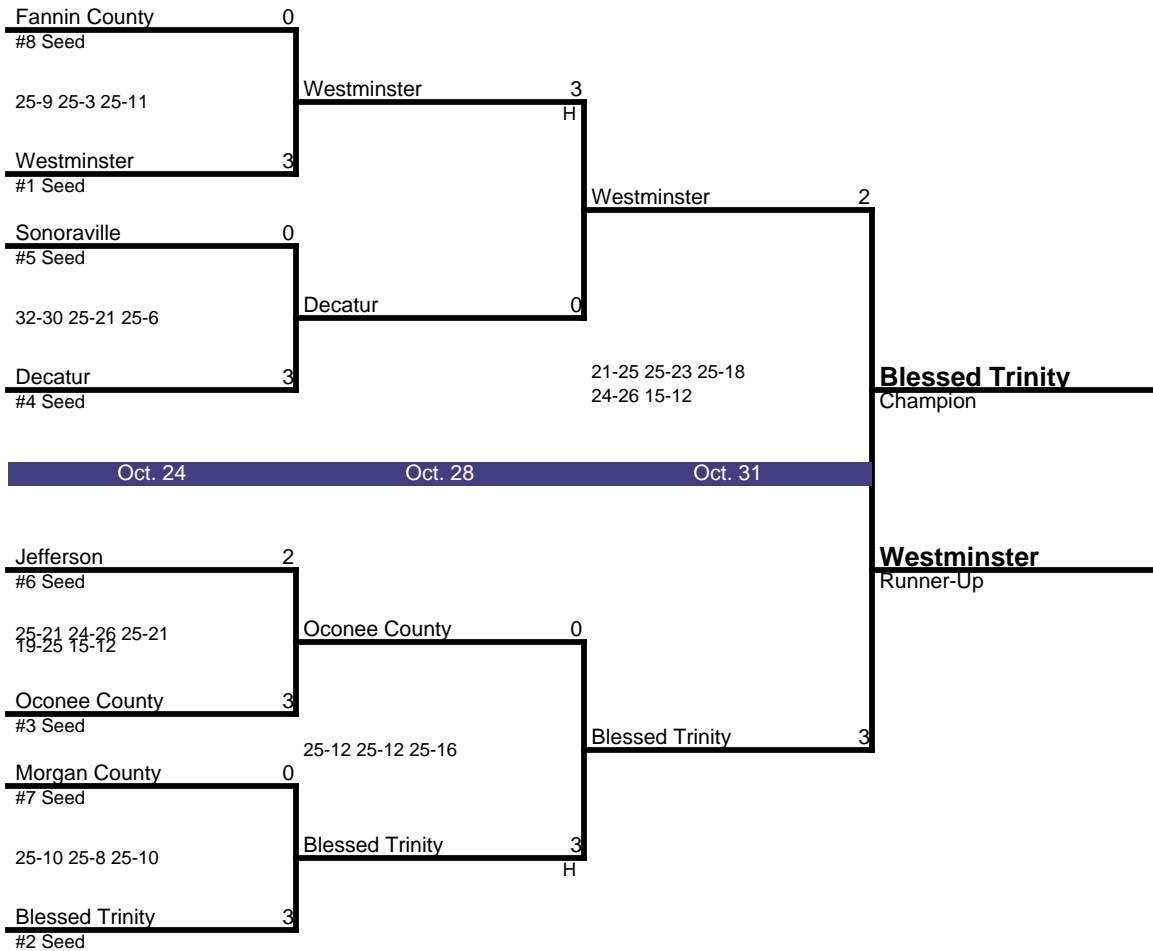 Fannin County 0
#8 Seed
25-9 25-3 25-11
Westminster 3
#1 Seed
Westminster 3
H
Sonoraville 0
#5 Seed
32-30 25-21 25-6
Decatur 3
#4 Seed
Decatur 0
Westminster 2
21-25 25-23 25-18
24-26 15-12
Blessed Trinity
Champion
Oct. 24 Oct. 28 Oct. 31
Jefferson 2
#6 Seed
25-21 24-26 25-21
19-25 15-12
Oconee County 3
#3 Seed
Oconee County 0
25-12 25-12 25-16
Morgan County 0
#7 Seed
25-10 25-8 25-10
Blessed Trinity 3
#2 Seed
Blessed Trinity 3
H
Blessed Trinity 3
Westminster
Runner-Up